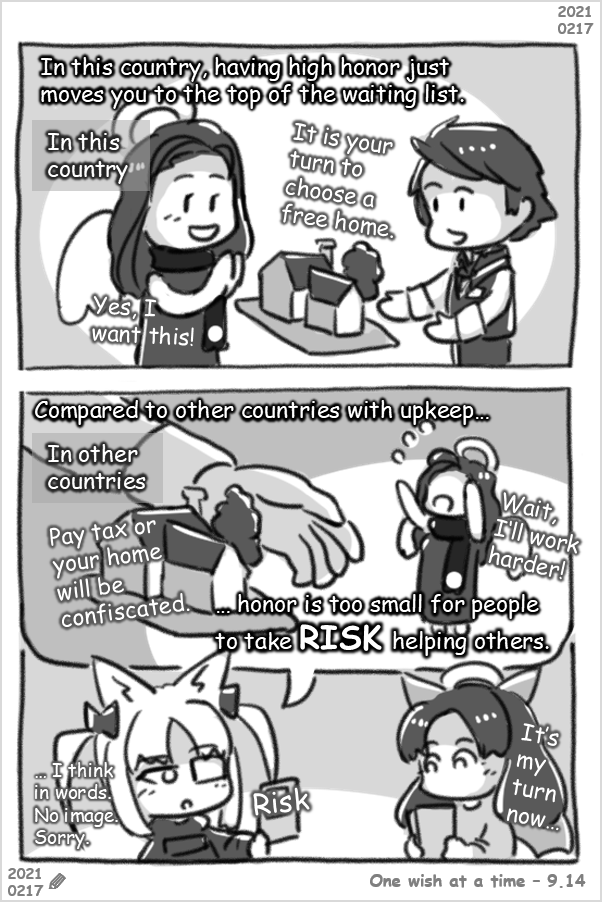 2021
0217
In this country, having high honor just
moves you to the top of the waiting list.
In this
country
It is your
turn to
choose a
free home.
Yes, I
want this!
Compared to other countries with upkeep...
In other
countries
Pay tax or
your home
will be
confiscated.
Wait,
I'll work
harder!
... honor is too small for people
to take RISK helping others.
... I think
in words.
No image.
Sorry.
Risk
It's
my
turn
now...
2021
0217
One wish at a time - 9.14